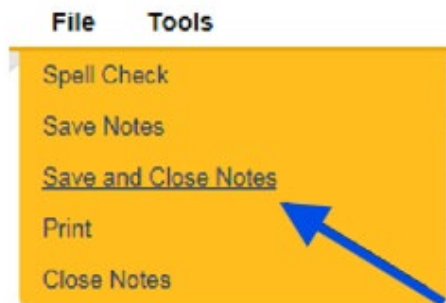 File Tools
Spell Check
Save Notes
Save and Close Notes
Print
Close Notes